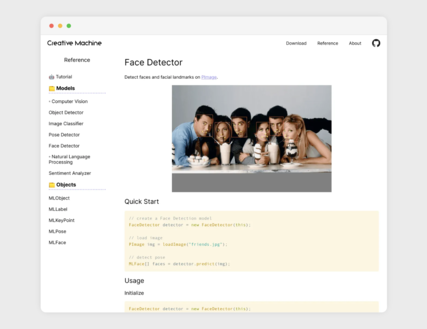 Creative Machine
Download
Reference
About
Reference
Tutorial
Models
- Computer Vision
Object Detector
Image Classifier
Pose Detector
Face Detector
- Natural Language
Processing
Sentiment Analyzer
Objects
MLObject
MLLabel
MLKeyPoint
MLPose
MLFace
Face Detector
Detect faces and facial landmarks on PImage.
Quick Start
// create a Face Detection model
FaceDetector detector = new FaceDetector(this);
// load image
PImage img = loadImage("friends.jpg");
// detect face
MLFace[] faces = detector.predict(img);
Usage
Initialize
FaceDetector detector = new FaceDetector(this);